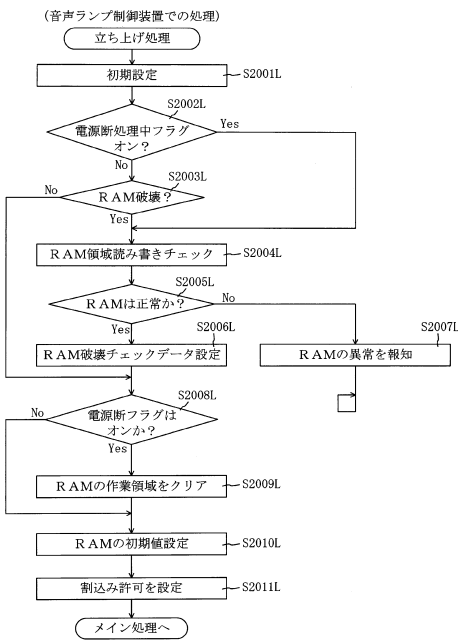 (音声ランプ制御装置での処理)
立ち上げ処理
初期設定
S2001L
S2002L
電源断処理中フラグ
オン？
Yes
No
S2003L
No
RAM破壊？
Yes
RAM領域読み書きチェック
S2004L
S2005L
RAMは正常か？
No
Yes
S2006L
S2007L
RAM破壊チェックデータ設定
RAMの異常を報知
S2008L
No
電源断フラグは
オンか？
Yes
RAMの作業領域をクリア
S2009L
RAMの初期値設定
S2010L
割込み許可を設定
S2011L
メイン処理へ